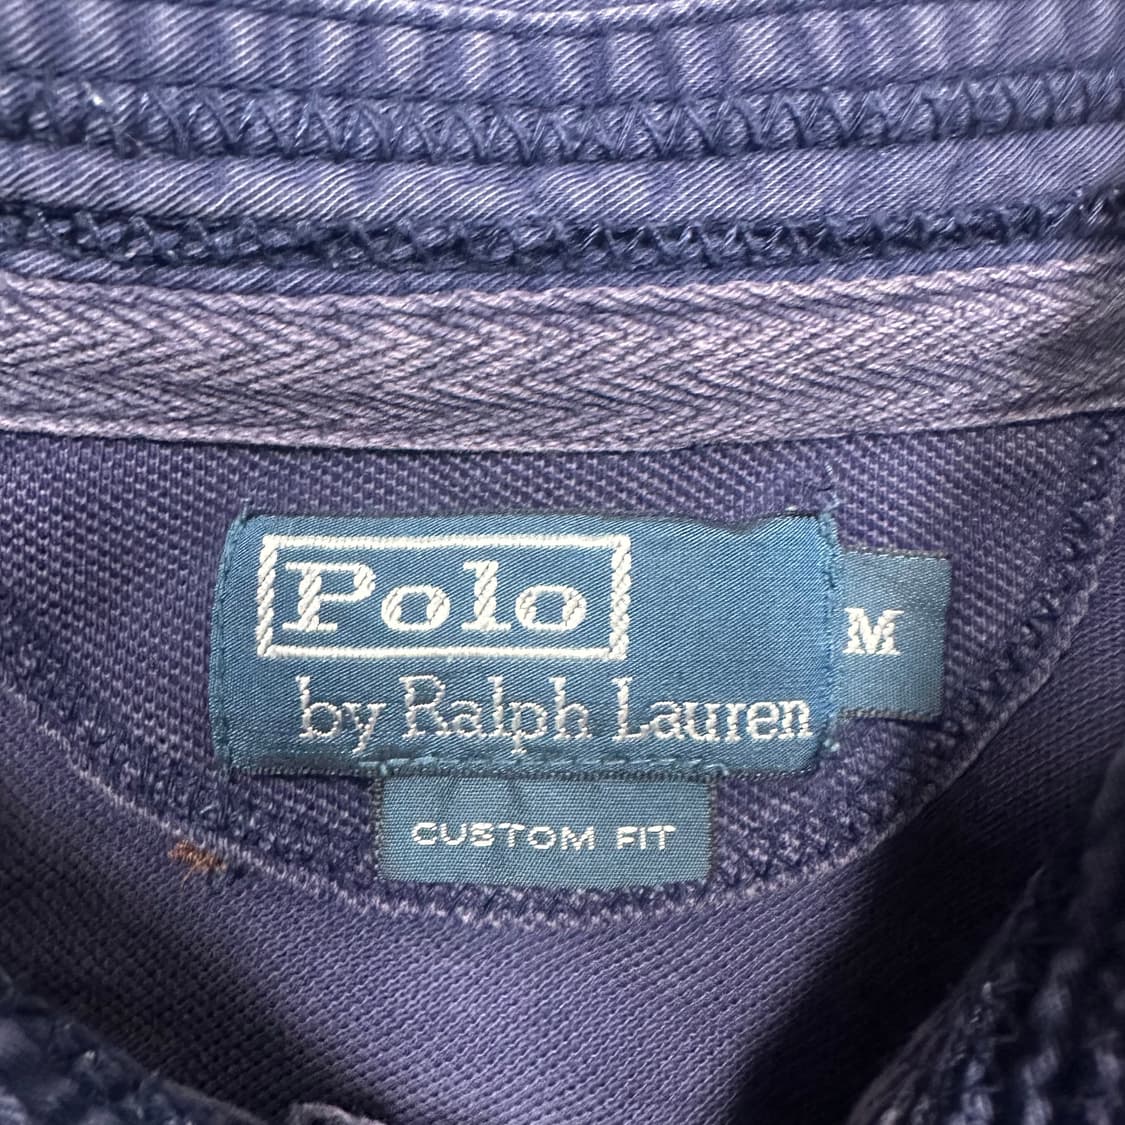 Polo
by Ralph Lauren
M
CUSTOM FIT